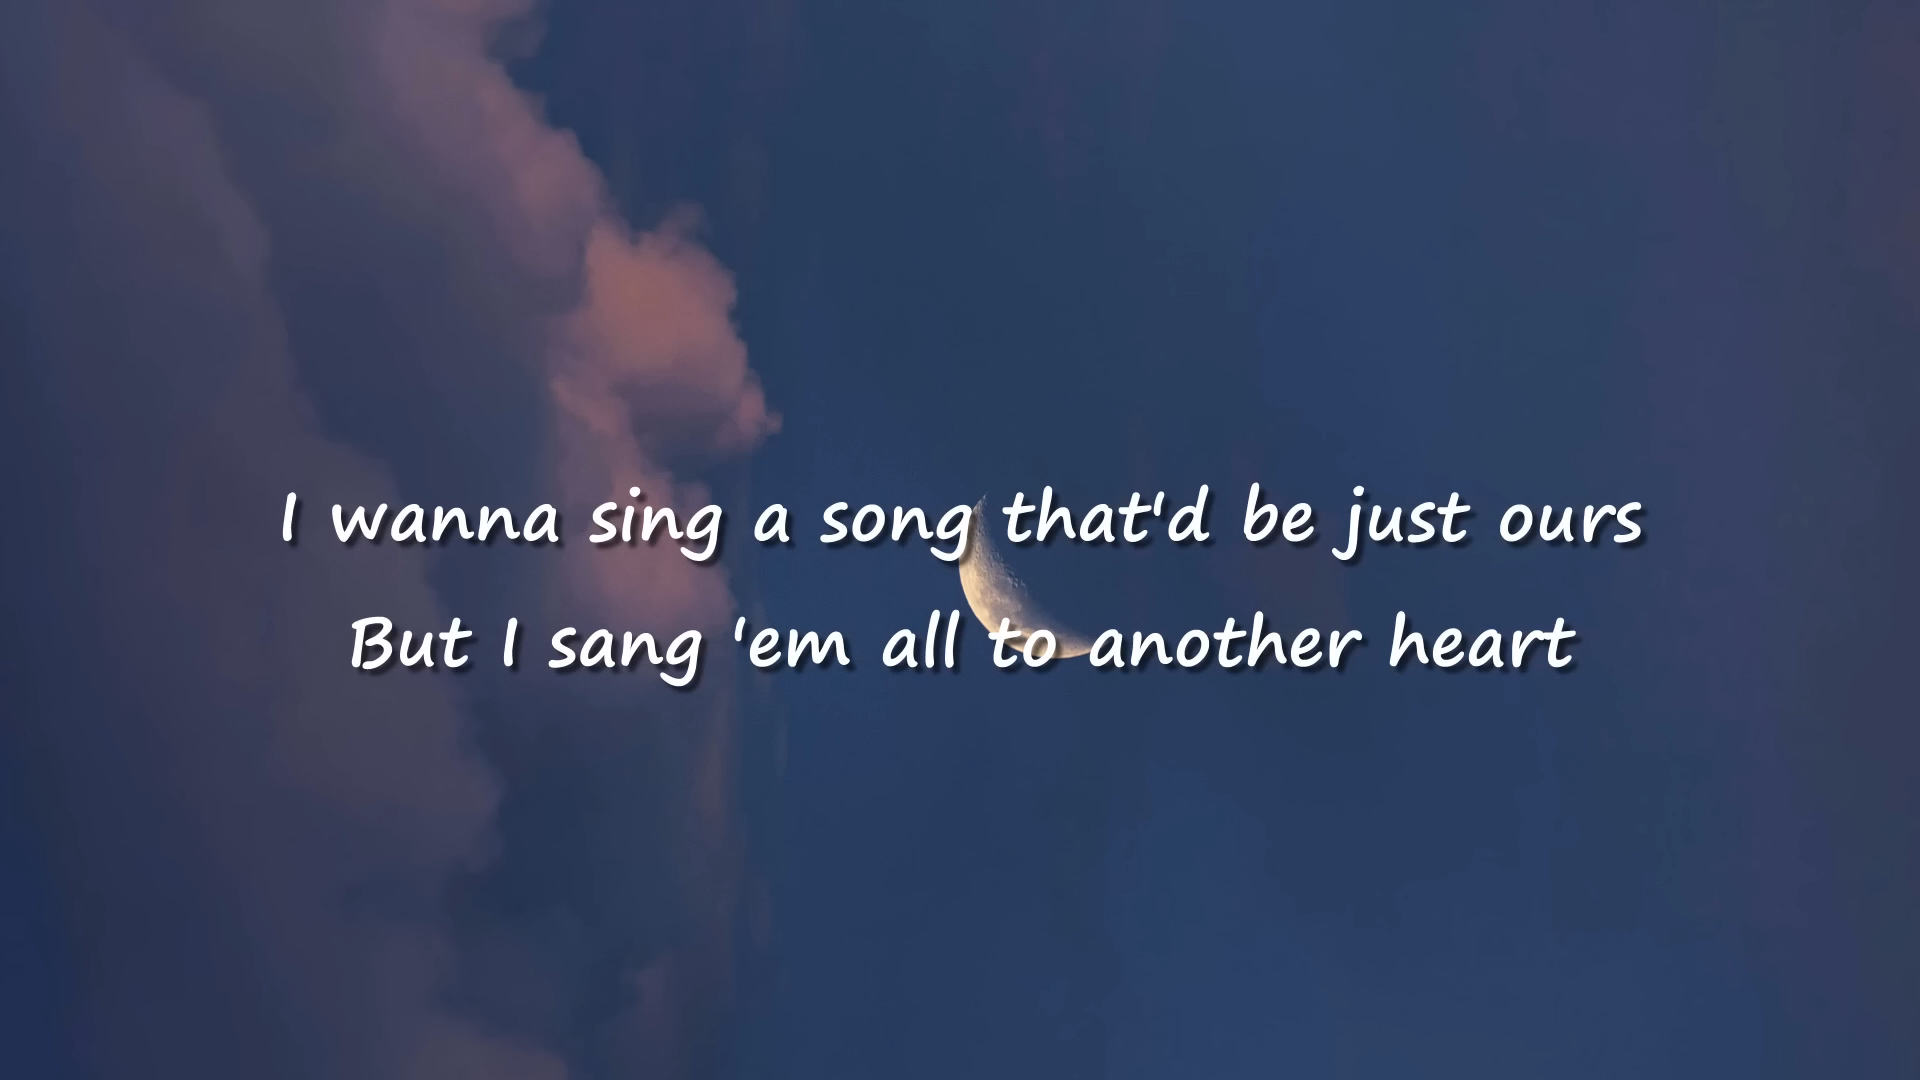 I wanna sing a song that'd be just ours
But I sang 'em all to another heart